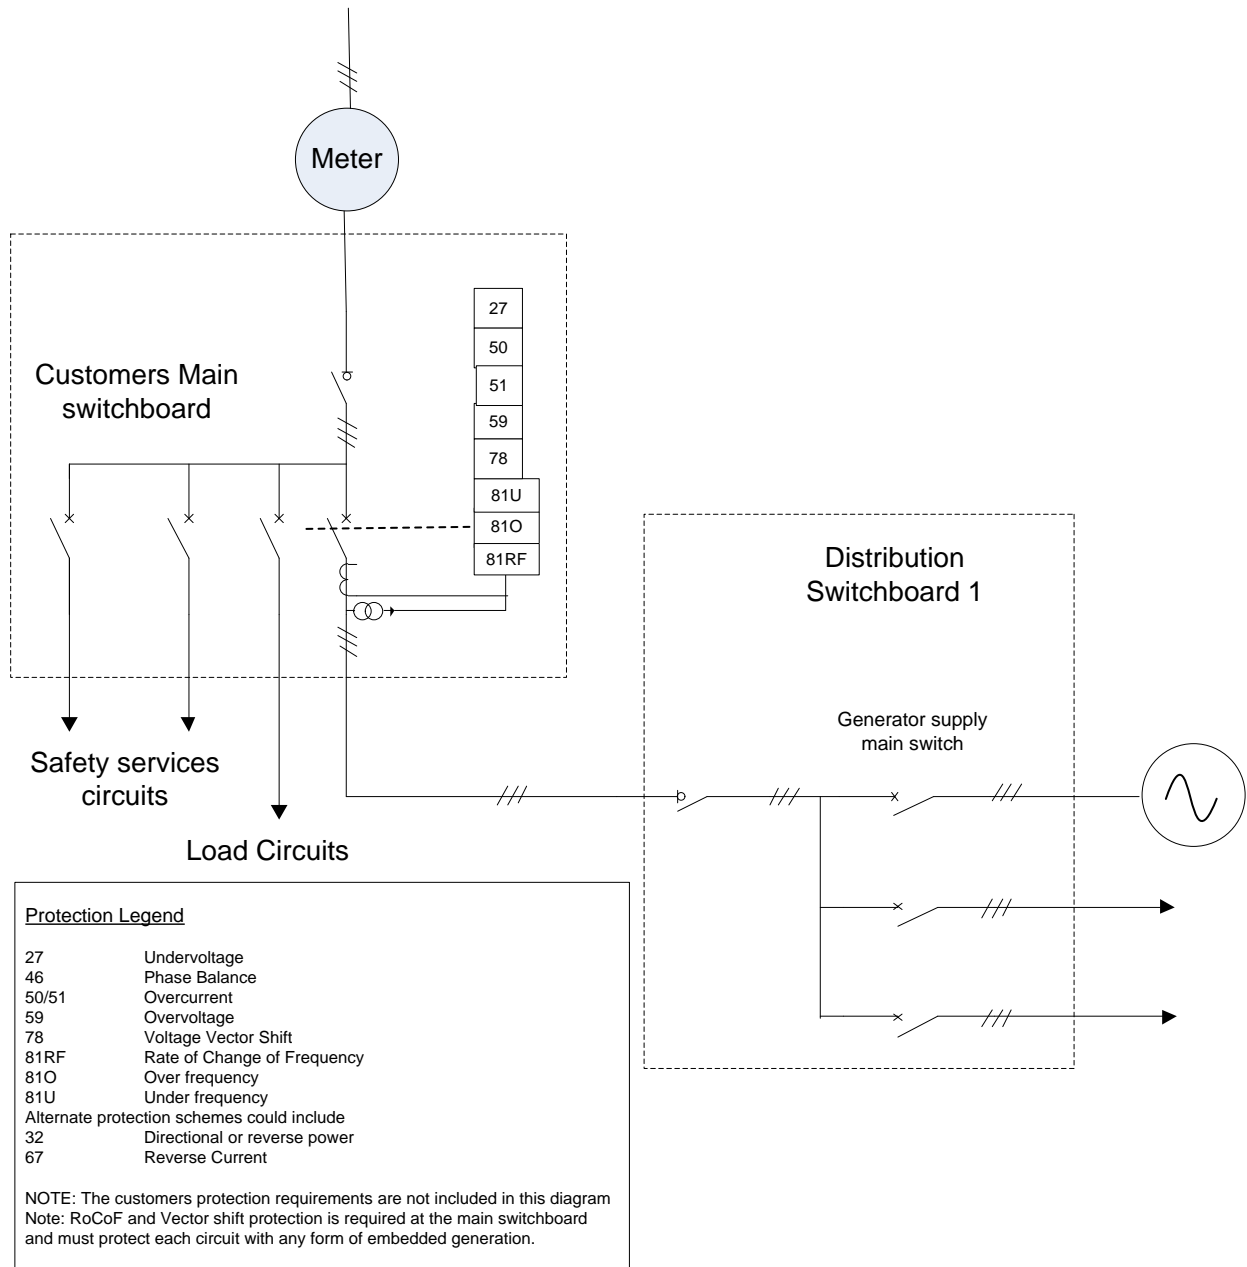 Meter
Customers Main
switchboard
27
50
51
59
78
81U
81O
81RF
Distribution
Switchboard 1
Generator supply
main switch
Safety services
circuits
Load Circuits
Protection Legend
27 Undervoltage
46 Phase Balance
50/51 Overcurrent
59 Overvoltage
78 Voltage Vector Shift
81RF Rate of Change of Frequency
81O Over frequency
81U Under frequency
Alternate protection schemes could include
32 Directional or reverse power
67 Reverse Current
NOTE: The customers protection requirements are not included in this diagram
Note: RoCoF and Vector shift protection is required at the main switchboard
and must protect each circuit with any form of embedded generation.